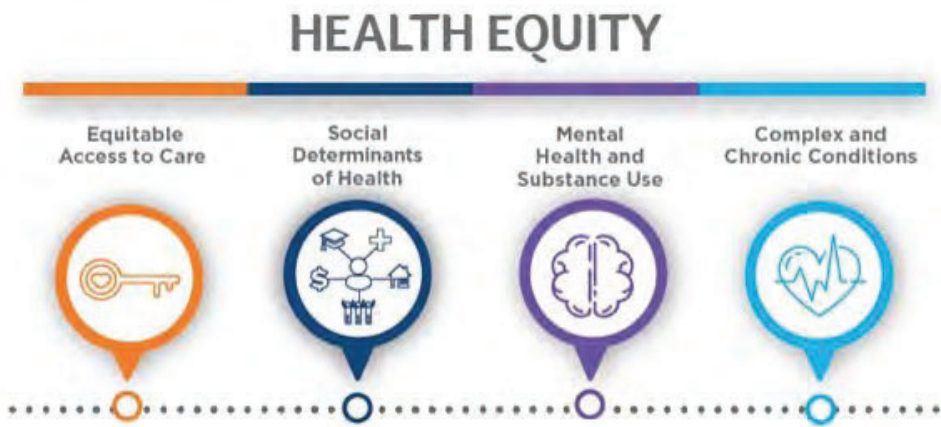 HEALTH EQUITY
Equitable
Access to Care
Social
Determinants
of Health
Mental
Health and
Substance Use
Complex and
Chronic Conditions
$